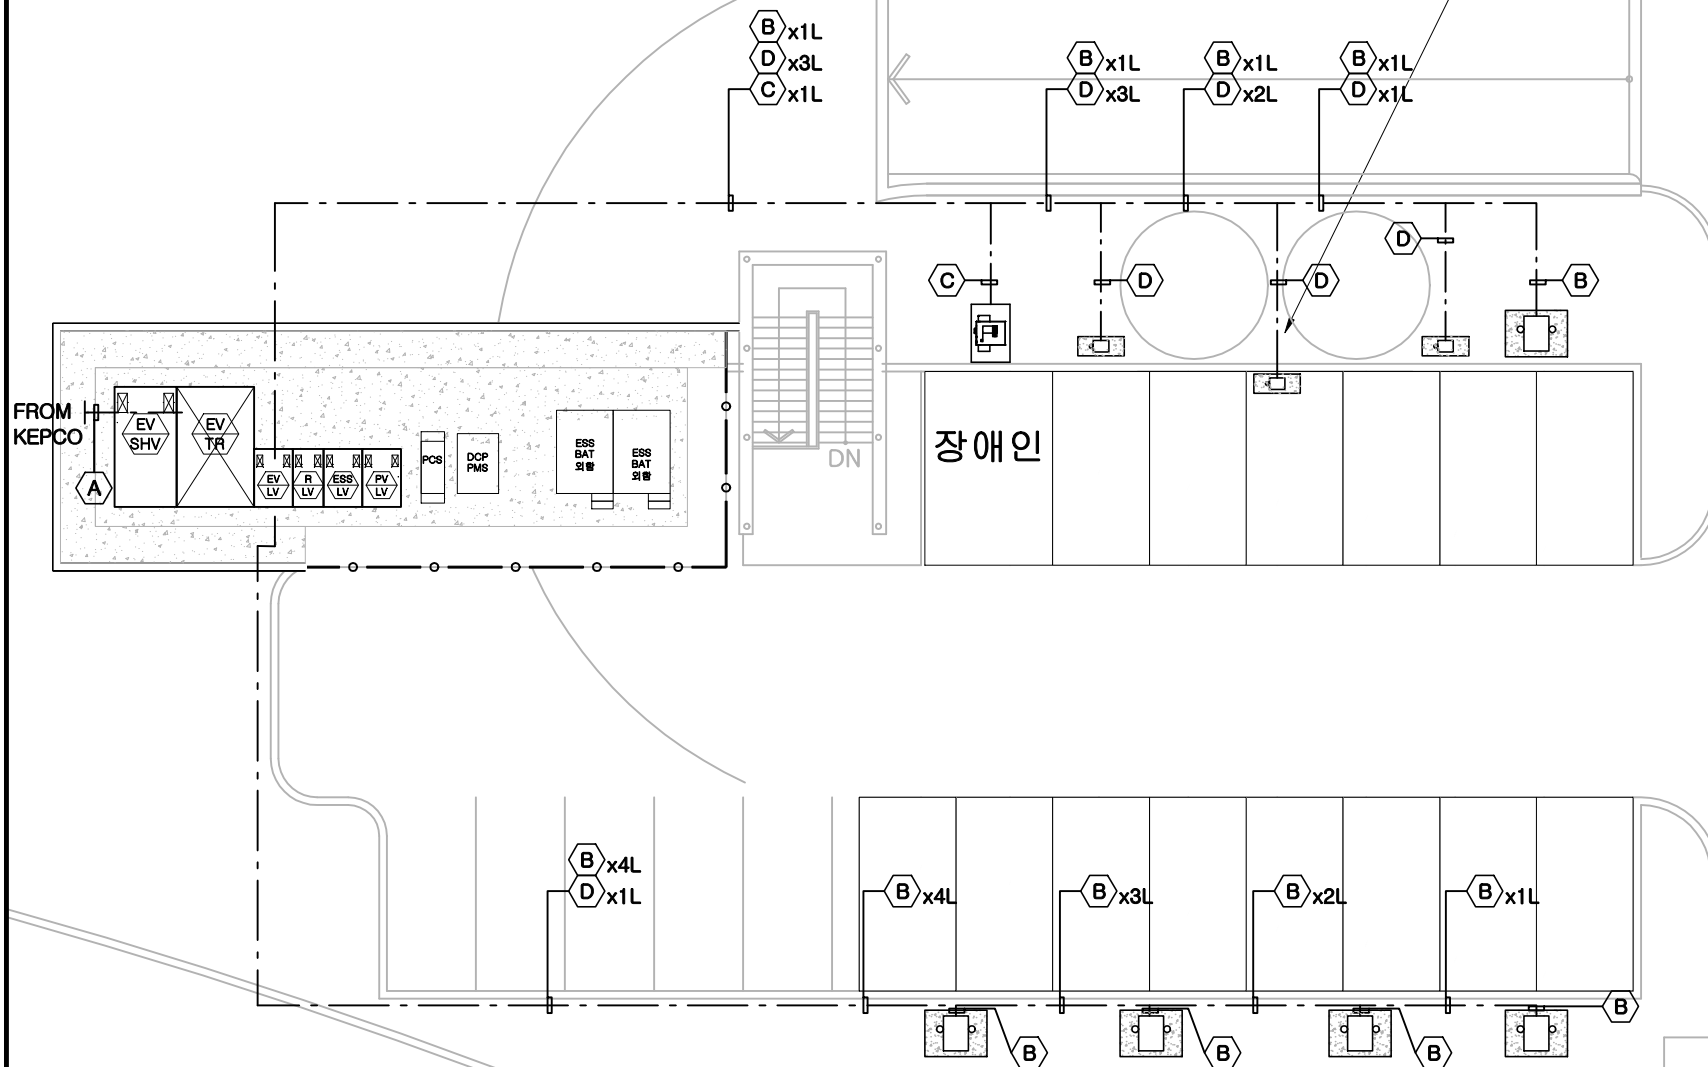 B x1L
D x3L
C x1L
B x1L
D x3L
B x1L
D x2L
B x1L
D x1L
D
C
D
D
B
FROM
KEPCO
A
EV
SHV
EV
TR
EV
LV
R
LV
ESS
LV
PV
LV
PCS
DCP
PMS
ESS
BAT
외함
ESS
BAT
외함
DN
장애인
B x4L
D x1L
B x4L
B x3L
B x2L
B x1L
B
B
B
B